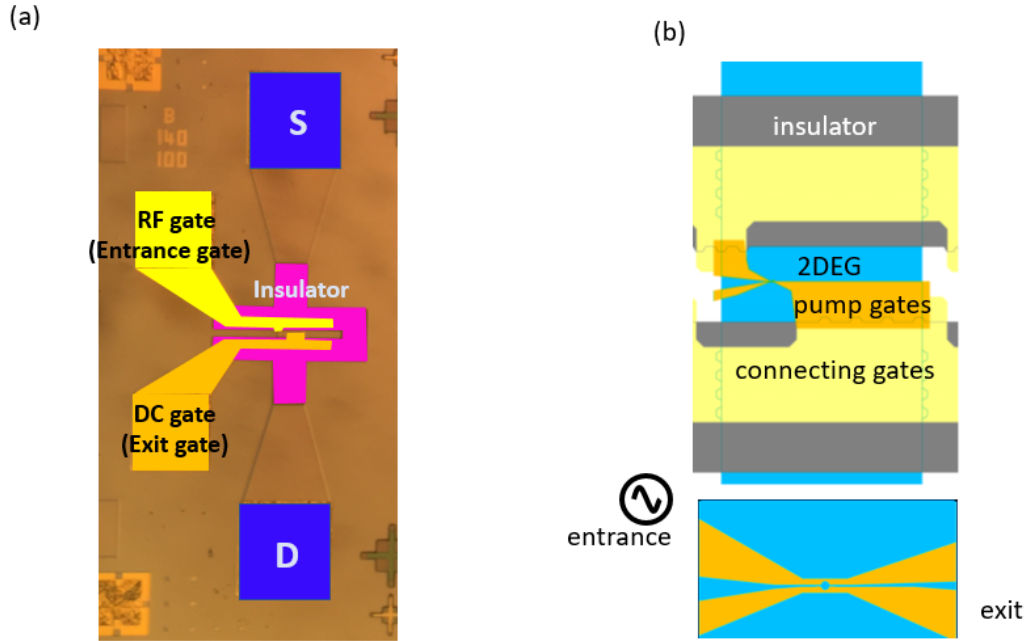 (a)
S
B
140
100
RF gate
(Entrance gate)
Insulator
DC gate
(Exit gate)
D
(b)
insulator
2DEG
pump gates
connecting gates
entrance
exit